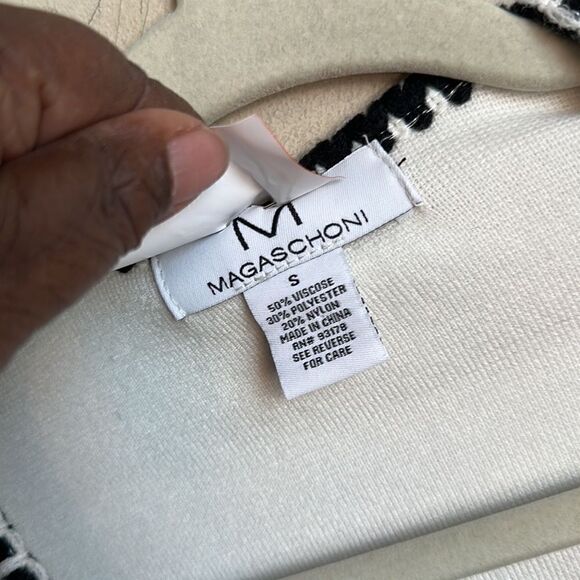 M
MAGASCHONI
S
50% VISCOSE
30% POLYESTER
20% NYLON
MADE IN CHINA
RN# 93178
SEE REVERSE
FOR CARE